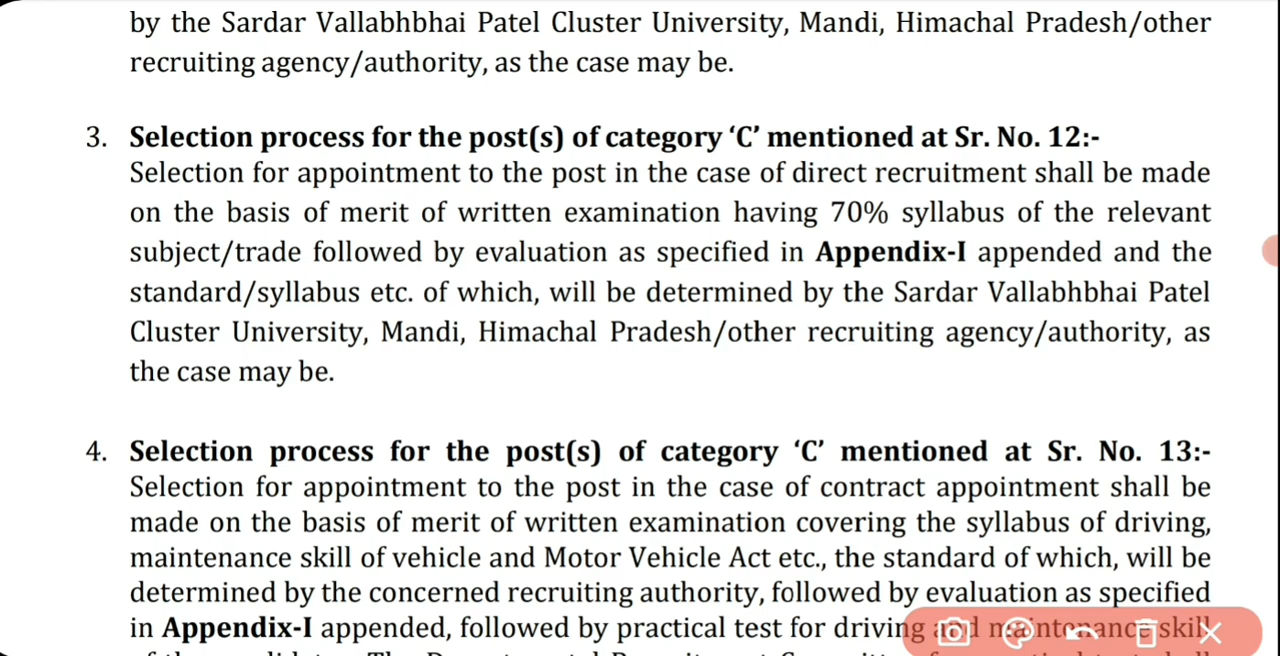 by the Sardar Vallabhbhai Patel Cluster University, Mandi, Himachal Pradesh/other
recruiting agency/authority, as the case may be.
3. Selection process for the post(s) of category ‘C’ mentioned at Sr. No. 12:-
Selection for appointment to the post in the case of direct recruitment shall be made
on the basis of merit of written examination having 70% syllabus of the relevant
subject/trade followed by evaluation as specified in Appendix-I appended and the
standard/syllabus etc. of which, will be determined by the Sardar Vallabhbhai Patel
Cluster University, Mandi, Himachal Pradesh/other recruiting agency/authority, as
the case may be.
4. Selection process for the post(s) of category ‘C’ mentioned at Sr. No. 13:-
Selection for appointment to the post in the case of contract appointment shall be
made on the basis of merit of written examination covering the syllabus of driving,
maintenance skill of vehicle and Motor Vehicle Act etc., the standard of which, will be
determined by the concerned recruiting authority, followed by evaluation as specified
in Appendix-I appended, followed by practical test for driving and maintenance skill